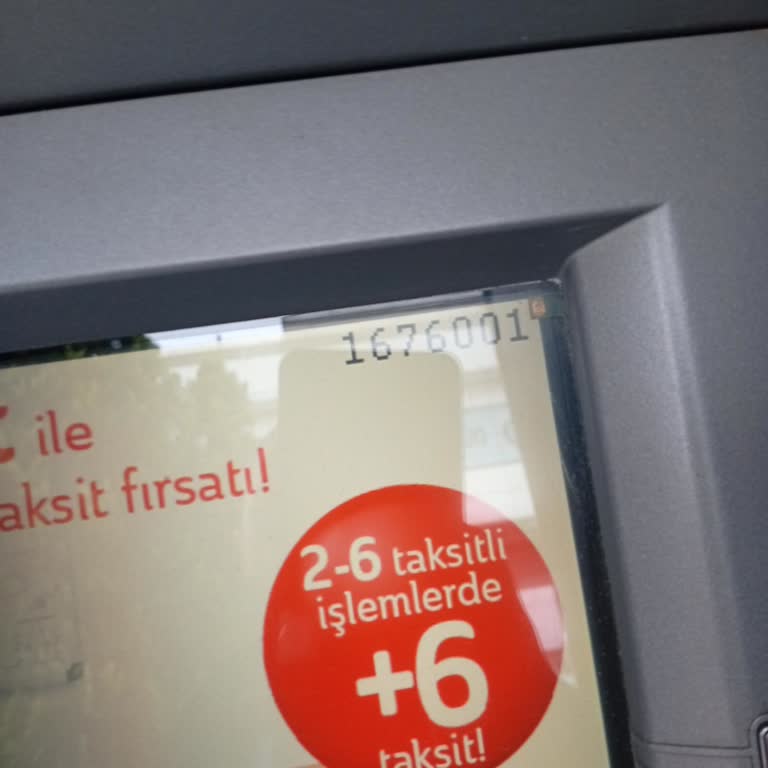 1676001
ile
aksit fırsatı!
2-6 taksitli
işlemlerde
+6
taksit!